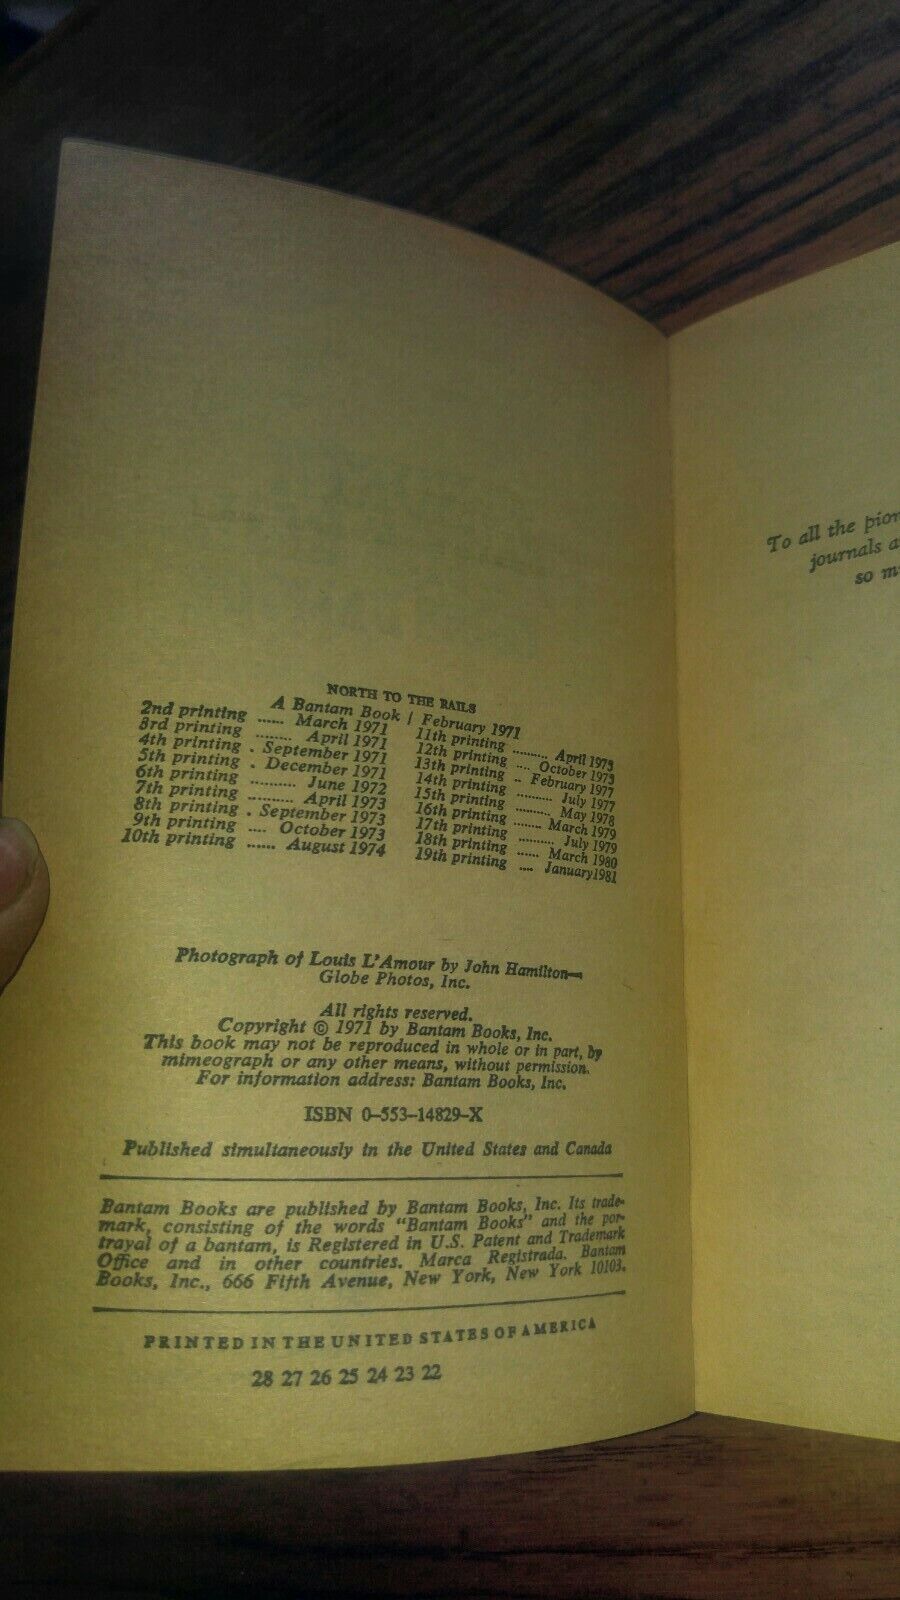 NORTH TO THE RAILS
A Bantam Book / February 1971
2nd printing ...... March 1971
3rd printing ........ April 1971
4th printing . September 1971
5th printing . December 1971
6th printing .......... June 1972
7th printing .......... April 1973
8th printing . September 1973
9th printing .... October 1973
10th printing ...... August 1974
11th printing ......... April 1975
12th printing .... October 1975
13th printing .. February 1977
14th printing .......... July 1977
15th printing .......... May 1978
16th printing ........ March 1979
17th printing .......... July 1979
18th printing ...... March 1980
19th printing .... January1981
Photograph of Louis L'Amour by John Hamilton—
Globe Photos, Inc.
All rights reserved.
Copyright © 1971 by Bantam Books, Inc.
This book may not be reproduced in whole or in part, by
mimeograph or any other means, without permission.
For information address: Bantam Books, Inc.
ISBN 0–553–14829–X
Published simultaneously in the United States and Canada
Bantam Books are published by Bantam Books, Inc. Its trade-
mark, consisting of the words "Bantam Books" and the por-
trayal of a bantam, is Registered in U.S. Patent and Trademark
Office and in other countries. Marca Registrada. Bantam
Books, Inc., 666 Fifth Avenue, New York, New York 10103.
PRINTED IN THE UNITED STATES OF AMERICA
28 27 26 25 24 23 22
To all the
journals
so